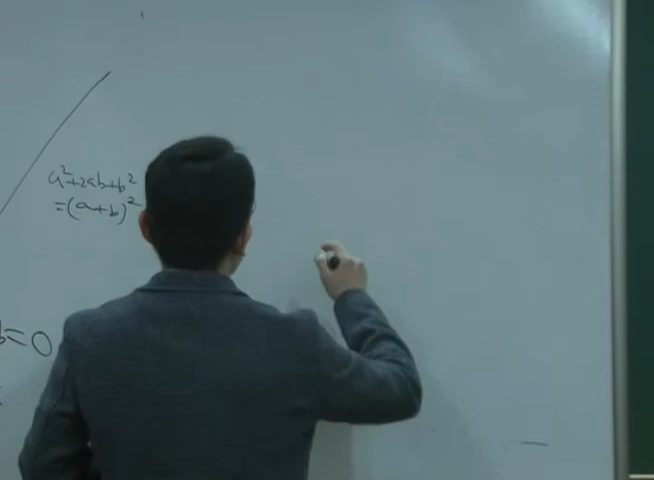 a²+2ab+b²
=(a+b)²
b=0